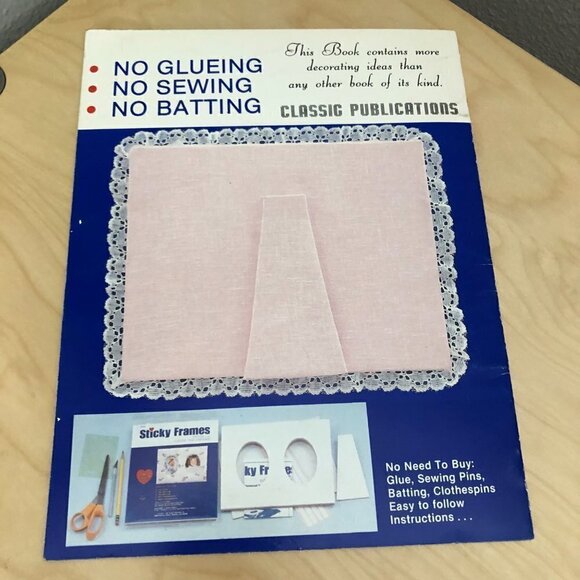 • NO GLUEING
• NO SEWING
• NO BATTING
This Book contains more
decorating ideas than
any other book of its kind.
CLASSIC PUBLICATIONS
Sticky Frames
Frames
No Need To Buy:
Glue, Sewing Pins,
Batting, Clothespins
Easy to follow
Instructions . . .